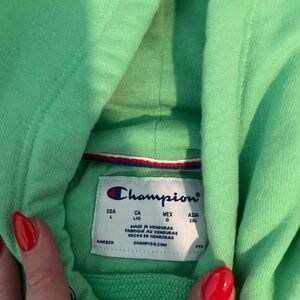 Champion
USA CA MEX ASIA
L L/G G 2XL
MADE IN HONDURAS
FABRIQUÉ AU HONDURAS
HECHO EN HONDURAS
CHAMPION.COM